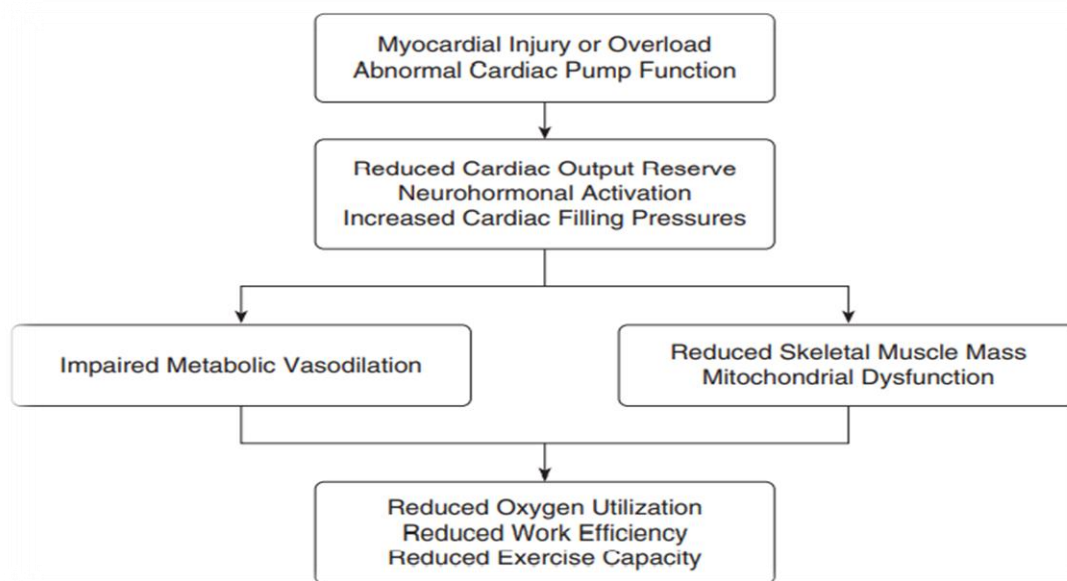 Myocardial Injury or Overload
Abnormal Cardiac Pump Function
Reduced Cardiac Output Reserve
Neurohormonal Activation
Increased Cardiac Filling Pressures
Impaired Metabolic Vasodilation
Reduced Skeletal Muscle Mass
Mitochondrial Dysfunction
Reduced Oxygen Utilization
Reduced Work Efficiency
Reduced Exercise Capacity